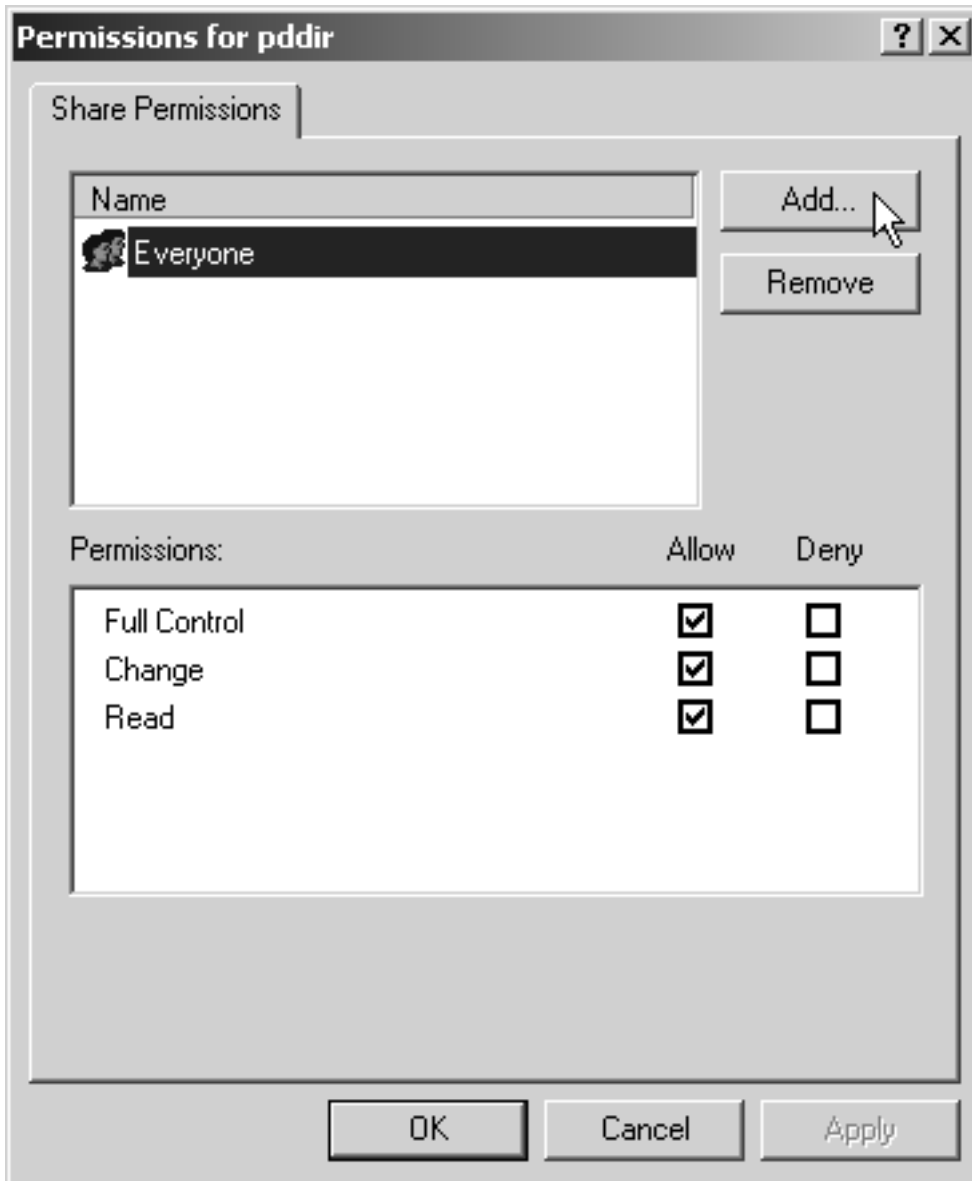 Permissions for pddir
Share Permissions
Name
Add...
Everyone
Remove
Permissions: Allow Deny
Full Control
Change
Read
OK Cancel Apply